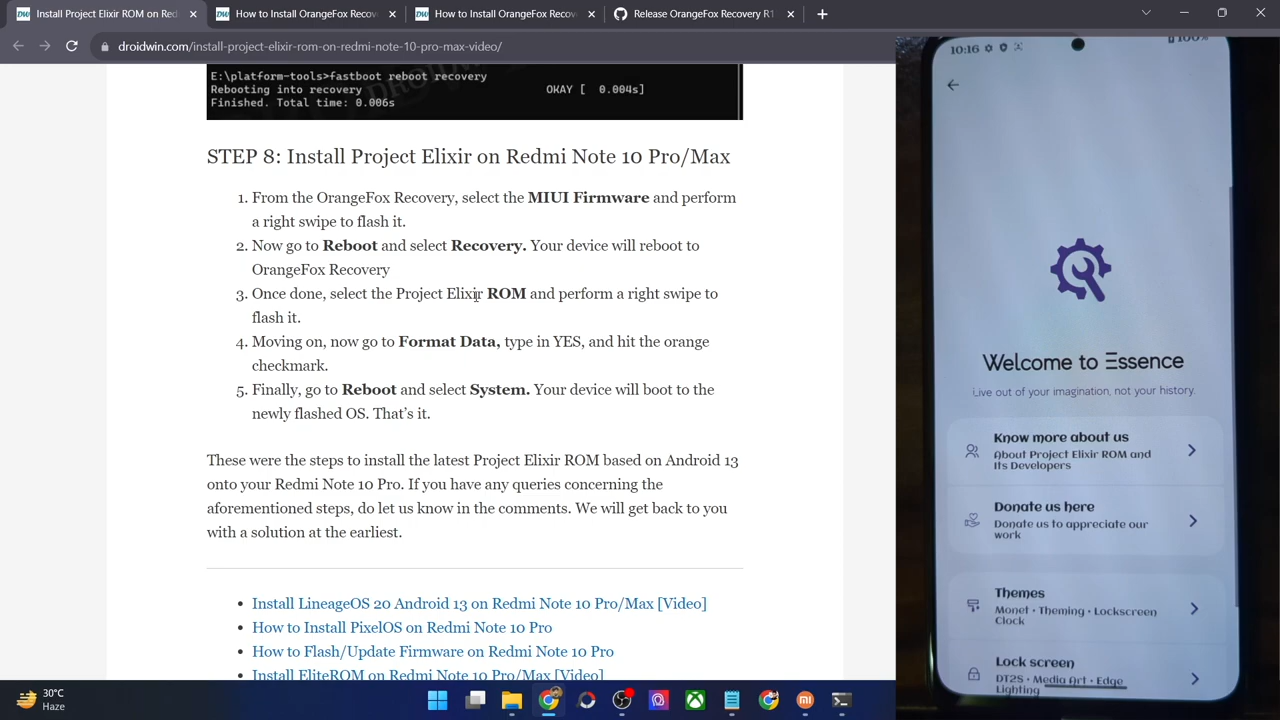 Install Project Elixir ROM on Red
How to Install OrangeFox Recov
How to Install OrangeFox Recov
Release OrangeFox Recovery R1
droidwin.com/install-project-elixir-rom-on-redmi-note-10-pro-max-video/
E:\platform-tools>fastboot reboot recovery
Rebooting into recovery OKAY [ 0.004s]
Finished. Total time: 0.006s
STEP 8: Install Project Elixir on Redmi Note 10 Pro/Max
1. From the OrangeFox Recovery, select the MIUI Firmware and perform
a right swipe to flash it.
2. Now go to Reboot and select Recovery. Your device will reboot to
OrangeFox Recovery
3. Once done, select the Project Elixir ROM and perform a right swipe to
flash it.
4. Moving on, now go to Format Data, type in YES, and hit the orange
checkmark.
5. Finally, go to Reboot and select System. Your device will boot to the
newly flashed OS. That's it.
These were the steps to install the latest Project Elixir ROM based on Android 13
onto your Redmi Note 10 Pro. If you have any queries concerning the
aforementioned steps, do let us know in the comments. We will get back to you
with a solution at the earliest.
Install LineageOS 20 Android 13 on Redmi Note 10 Pro/Max [Video]
How to Install PixelOS on Redmi Note 10 Pro
How to Flash/Update Firmware on Redmi Note 10 Pro
Install EliteROM on Redmi Note 10 Pro/Max [Video]
30°C
Haze
10:16
100%
Welcome to Essence
Live out of your imagination, not your history.
Know more about us
About Project Elixir ROM and
Its Developers
Donate us here
Donate us to appreciate our
work
Themes
Monet • Theming • Lockscreen
Clock
Lock screen
DT2S • Media Art • Edge
Lighting